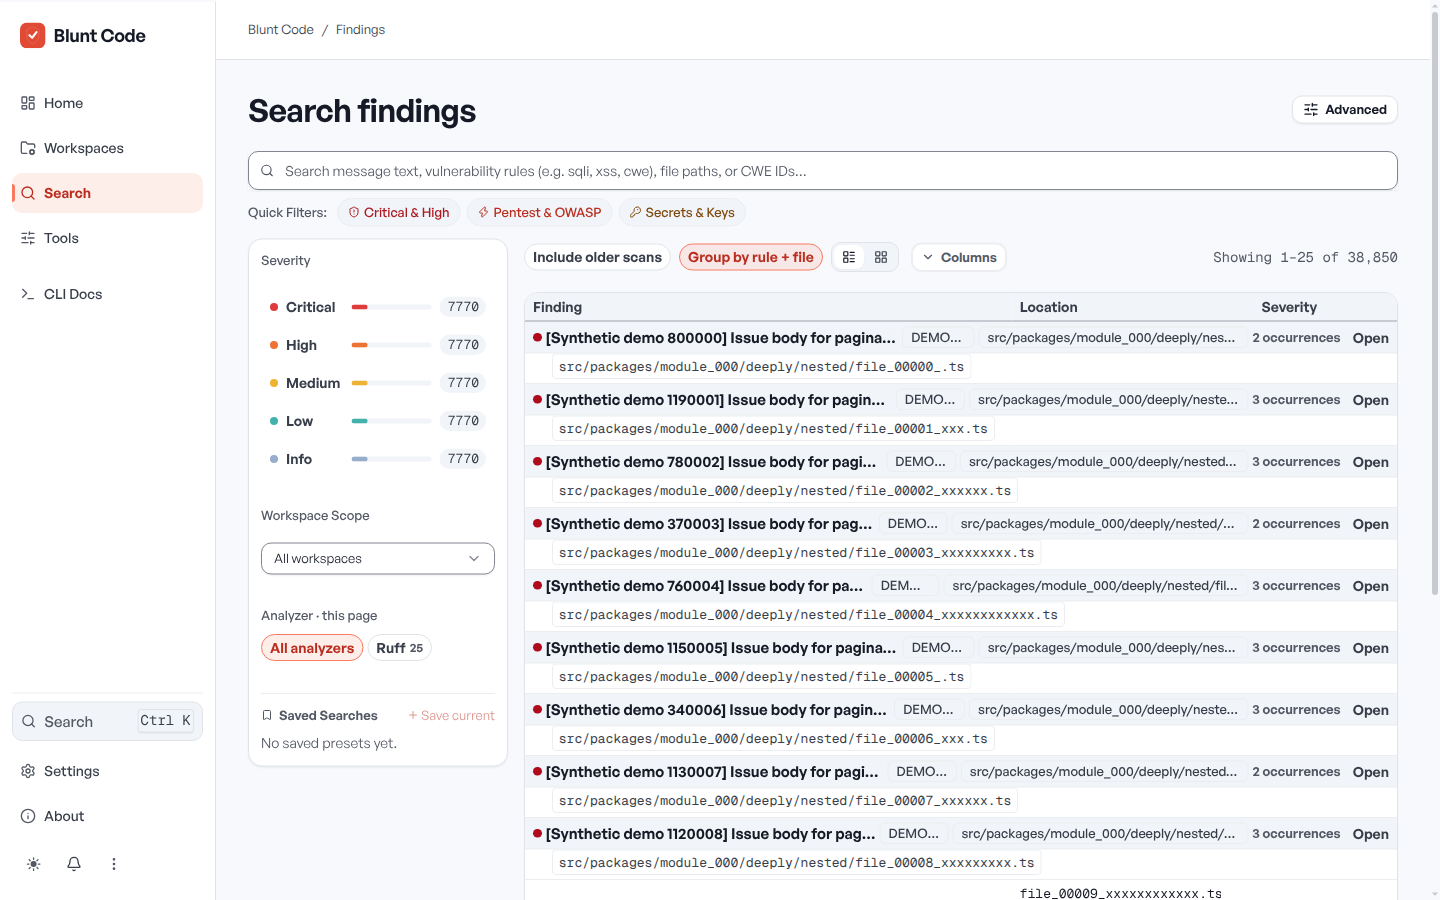 Blunt Code
Home
Workspaces
Search
Tools
CLI Docs
Search Ctrl K
Settings
About
Blunt Code / Findings
Search findings
Advanced
Search message text, vulnerability rules (e.g. sqli, xss, cwe), file paths, or CWE IDs...
Quick Filters: Critical & High Pentest & OWASP Secrets & Keys
Severity
Critical 7770
High 7770
Medium 7770
Low 7770
Info 7770
Workspace Scope
All workspaces
Analyzer · this page
All analyzers Ruff 25
Saved Searches + Save current
No saved presets yet.
Include older scans Group by rule + file Columns Showing 1–25 of 38,850
Finding Location Severity
[Synthetic demo 800000] Issue body for pagina... DEMO... src/packages/module_000/deeply/nes... 2 occurrences Open
src/packages/module_000/deeply/nested/file_00000_.ts
[Synthetic demo 1190001] Issue body for pagin... DEMO... src/packages/module_000/deeply/neste... 3 occurrences Open
src/packages/module_000/deeply/nested/file_00001_xxx.ts
[Synthetic demo 780002] Issue body for pagi... DEMO... src/packages/module_000/deeply/nested... 3 occurrences Open
src/packages/module_000/deeply/nested/file_00002_xxxxxx.ts
[Synthetic demo 370003] Issue body for pag... DEMO... src/packages/module_000/deeply/nested/... 2 occurrences Open
src/packages/module_000/deeply/nested/file_00003_xxxxxxxxx.ts
[Synthetic demo 760004] Issue body for pa... DEM... src/packages/module_000/deeply/nested/fil... 3 occurrences Open
src/packages/module_000/deeply/nested/file_00004_xxxxxxxxxxxx.ts
[Synthetic demo 1150005] Issue body for pagina... DEMO... src/packages/module_000/deeply/nes... 3 occurrences Open
src/packages/module_000/deeply/nested/file_00005_.ts
[Synthetic demo 340006] Issue body for pagin... DEMO... src/packages/module_000/deeply/neste... 3 occurrences Open
src/packages/module_000/deeply/nested/file_00006_xxx.ts
[Synthetic demo 1130007] Issue body for pagi... DEMO... src/packages/module_000/deeply/nested... 2 occurrences Open
src/packages/module_000/deeply/nested/file_00007_xxxxxx.ts
[Synthetic demo 1120008] Issue body for pag... DEMO... src/packages/module_000/deeply/nested/... 3 occurrences Open
src/packages/module_000/deeply/nested/file_00008_xxxxxxxxx.ts
file_00009_xxxxxxxxxxxx.ts